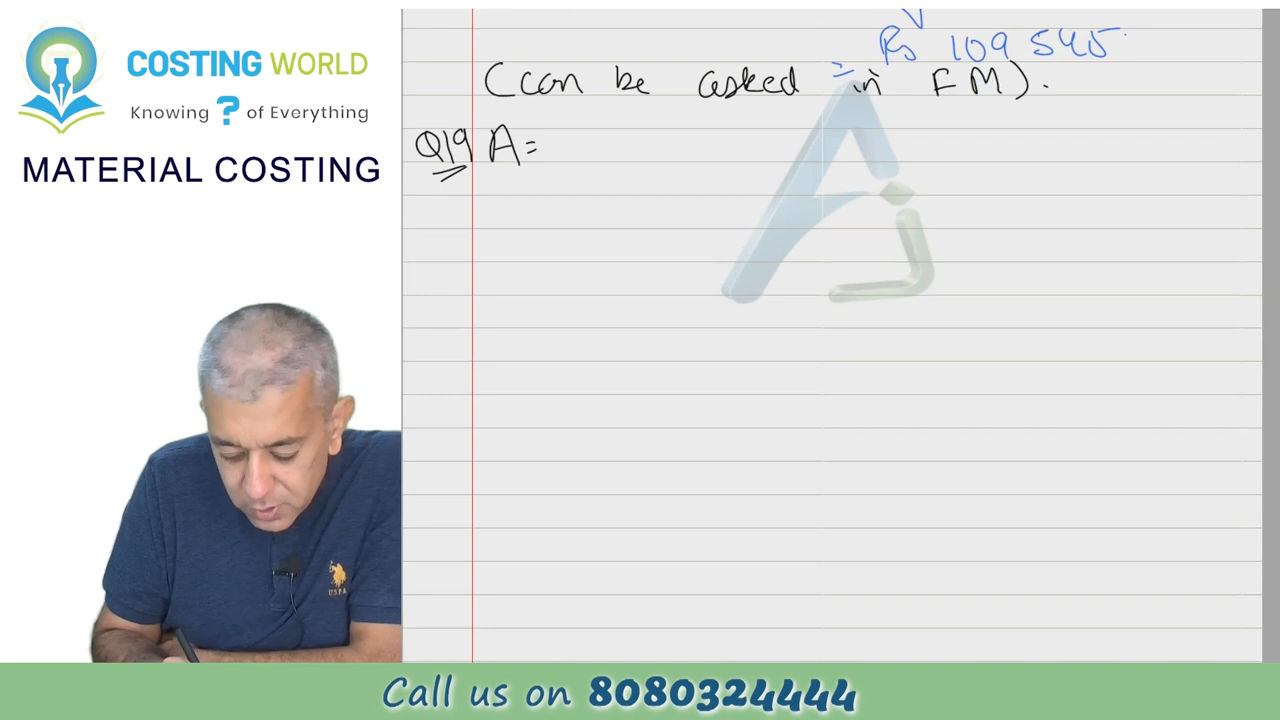 COSTING WORLD
Knowing ? of Everything
MATERIAL COSTING
= Rs 109 545
(can be asked in FM).
Q19 A=
U.S.P.A.
Call us on 8080324444